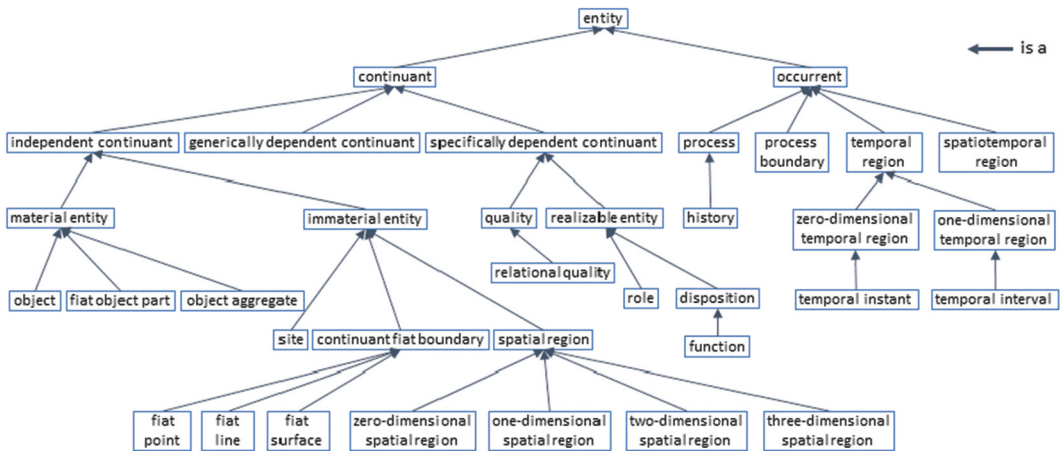 entity
is a
continuant
occurrent
independent continuant
generically dependent continuant
specifically dependent continuant
process
process
boundary
temporal
region
spatiotemporal
region
material entity
immaterial entity
quality
realizable entity
history
zero-dimensional
temporal region
one-dimensional
temporal region
relational quality
object
fiat object part
object aggregate
role
disposition
temporal instant
temporal interval
site
continuant fiat boundary
spatial region
function
fiat
point
fiat
line
fiat
surface
zero-dimensional
spatial region
one-dimensional
spatial region
two-dimensional
spatial region
three-dimensional
spatial region